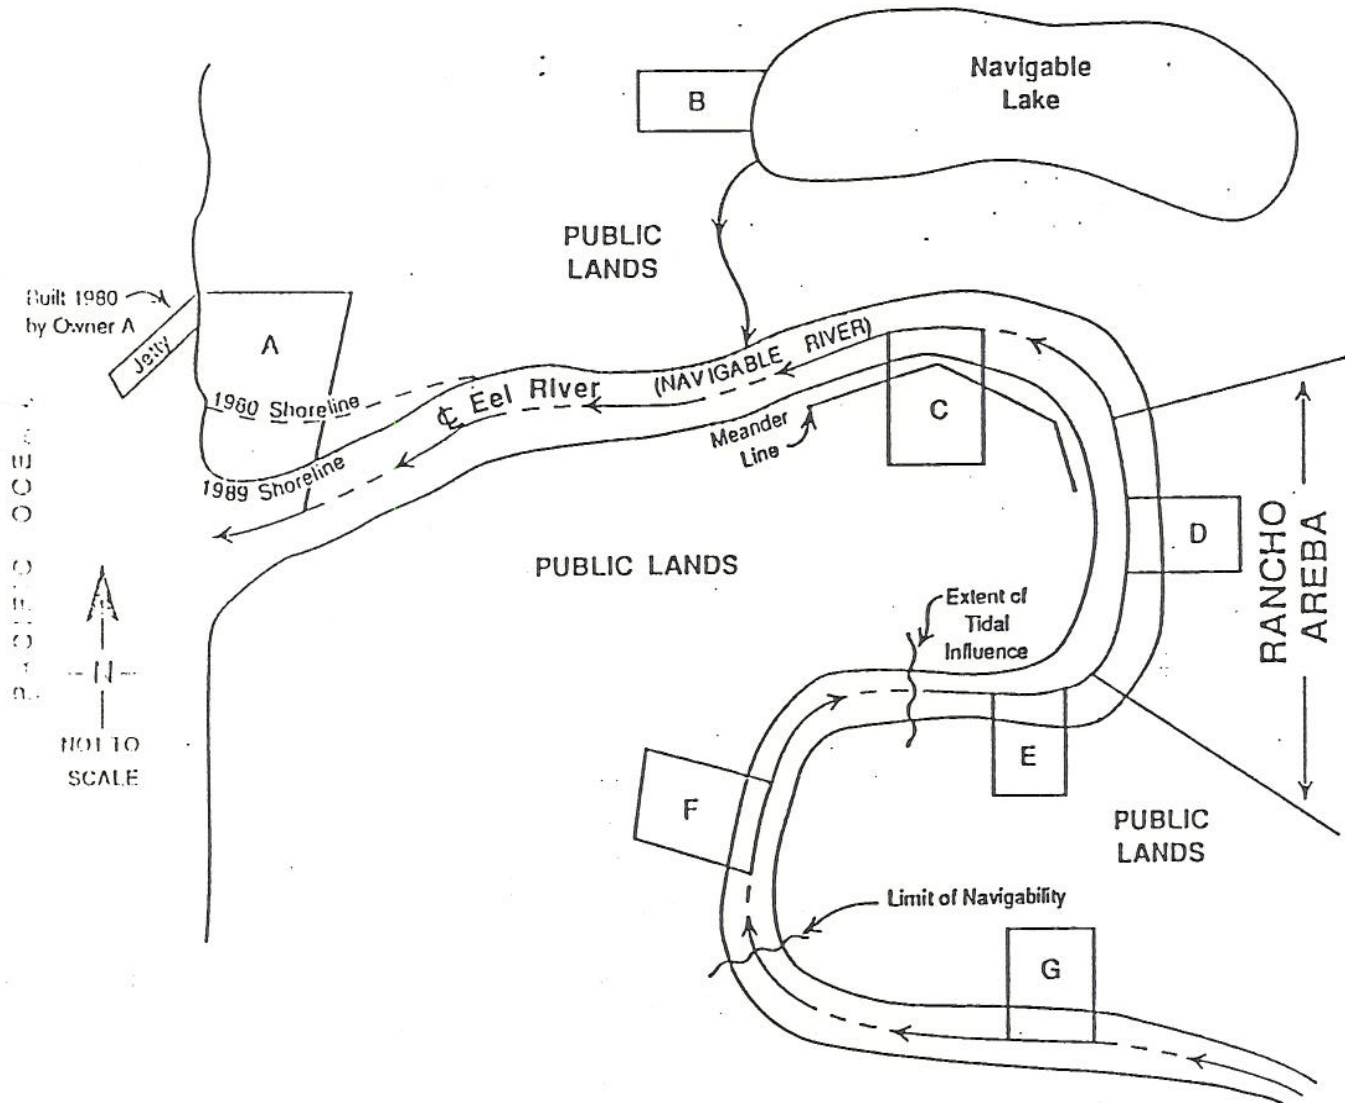 Navigable
Lake
B
PUBLIC
LANDS
Built 1980
by Owner A
Jetty
A
1960 Shoreline
1989 Shoreline
℄ Eel River
(NAVIGABLE RIVER)
Meander
Line
C
D
RANCHO
AREBA
PUBLIC LANDS
Extent of
Tidal
Influence
N
NOT TO
SCALE
E
F
PUBLIC
LANDS
Limit of Navigability
G